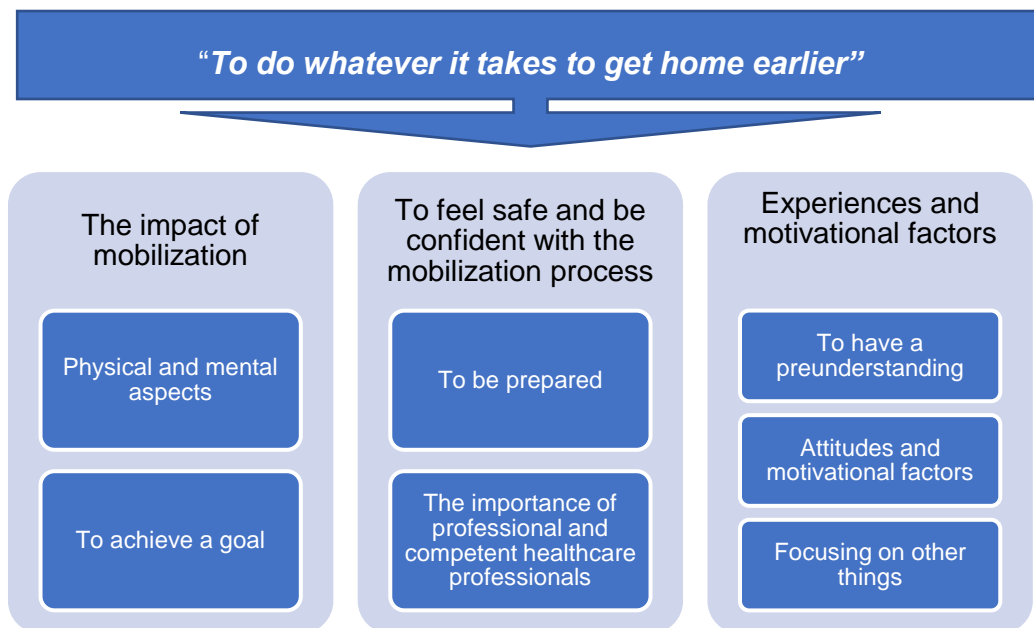 “To do whatever it takes to get home earlier”
The impact of
mobilization
Physical and mental
aspects
To achieve a goal
To feel safe and be
confident with the
mobilization process
To be prepared
The importance of
professional and
competent healthcare
professionals
Experiences and
motivational factors
To have a
preunderstanding
Attitudes and
motivational factors
Focusing on other
things